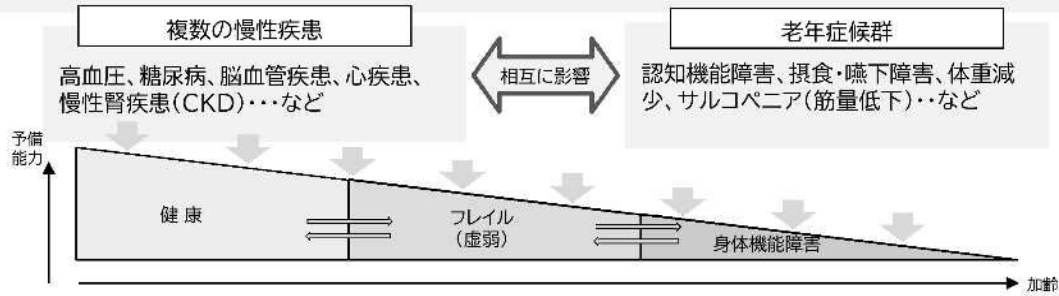 複数の慢性疾患
高血圧、糖尿病、脳血管疾患、心疾患、
慢性腎疾患(CKD)・・・など
相互に影響
老年症候群
認知機能障害、摂食・嚥下障害、体重減
少、サルコペニア(筋量低下)・・など
予備
能力
健 康
フレイル
(虚弱)
身体機能障害
加齢